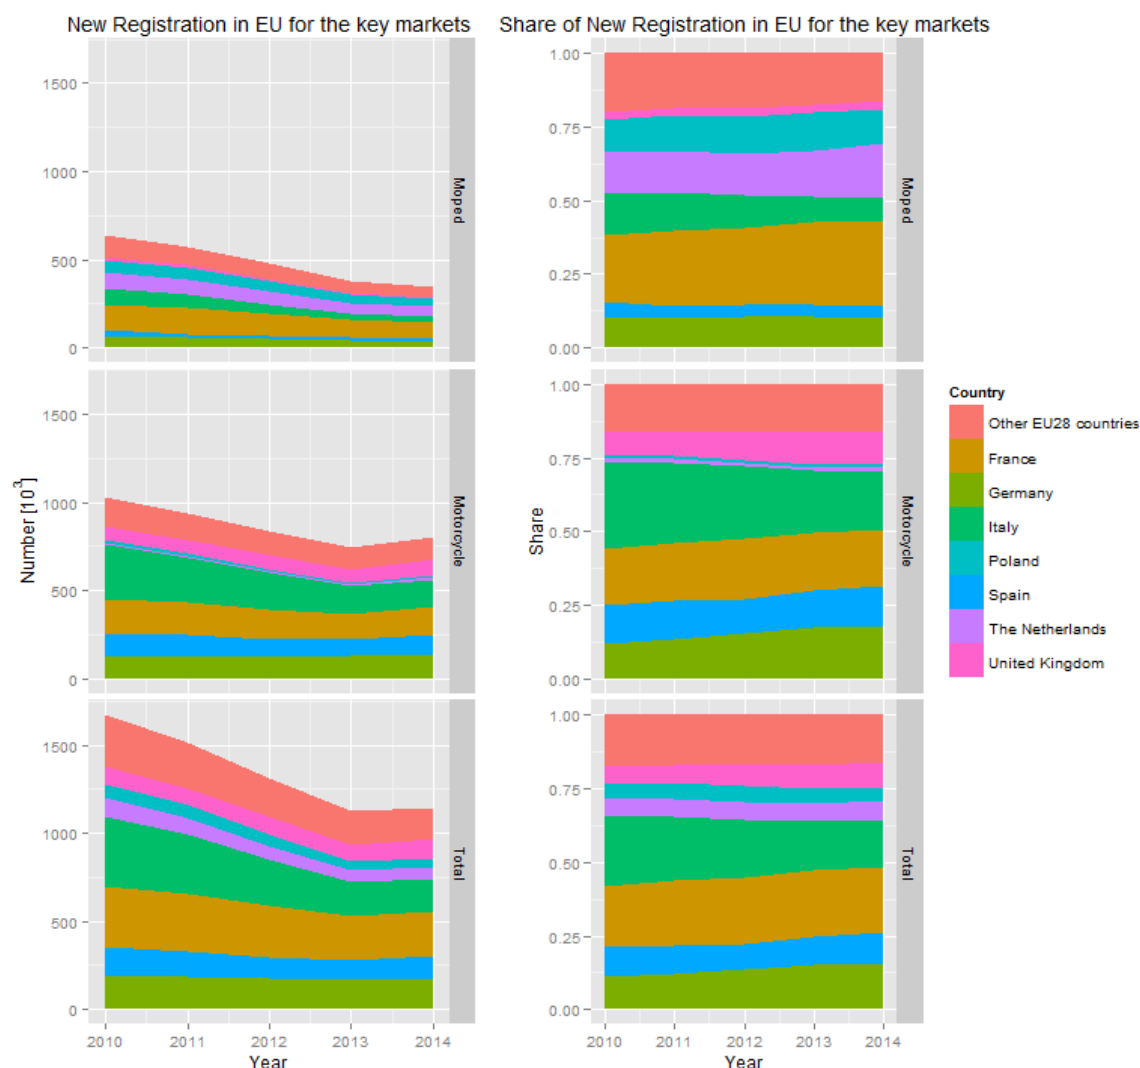 New Registration in EU for the key markets
1500
1000
500
0
Moped
1500
1000
500
0
Motorcycle
1500
1000
500
0
Total
2010 2011 2012 2013 2014
Year
Number [10³]
Share of New Registration in EU for the key markets
1.00
0.75
0.50
0.25
0.00
Moped
1.00
0.75
0.50
0.25
0.00
Motorcycle
1.00
0.75
0.50
0.25
0.00
Total
2010 2011 2012 2013 2014
Year
Share
Country
Other EU28 countries
France
Germany
Italy
Poland
Spain
The Netherlands
United Kingdom